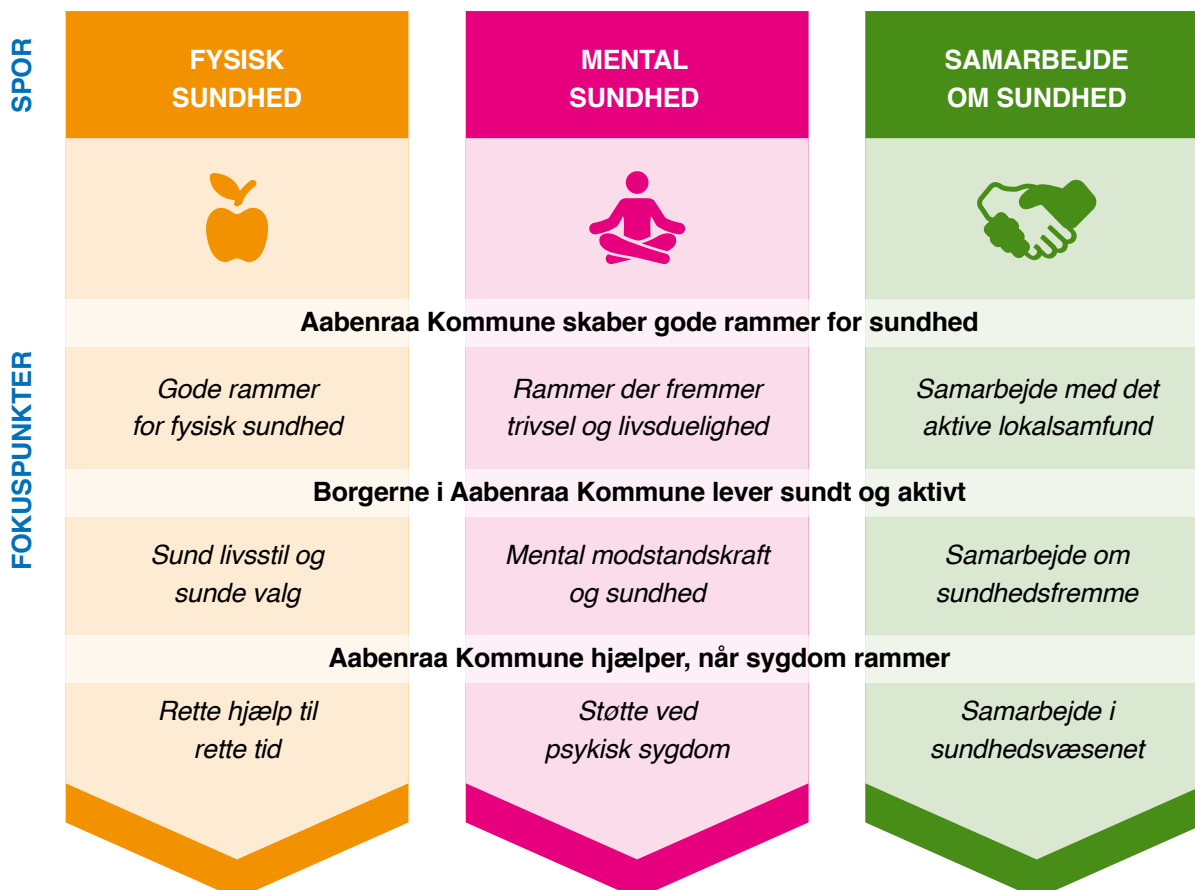 SPOR
FYSISK
SUNDHED
MENTAL
SUNDHED
SAMARBEJDE
OM SUNDHED
FOKUSPUNKTER
Aabenraa Kommune skaber gode rammer for sundhed
Gode rammer
for fysisk sundhed
Rammer der fremmer
trivsel og livsduelighed
Samarbejde med det
aktive lokalsamfund
Borgerne i Aabenraa Kommune lever sundt og aktivt
Sund livsstil og
sunde valg
Mental modstandskraft
og sundhed
Samarbejde om
sundhedsfremme
Aabenraa Kommune hjælper, når sygdom rammer
Rette hjælp til
rette tid
Støtte ved
psykisk sygdom
Samarbejde i
sundhedsvæsenet